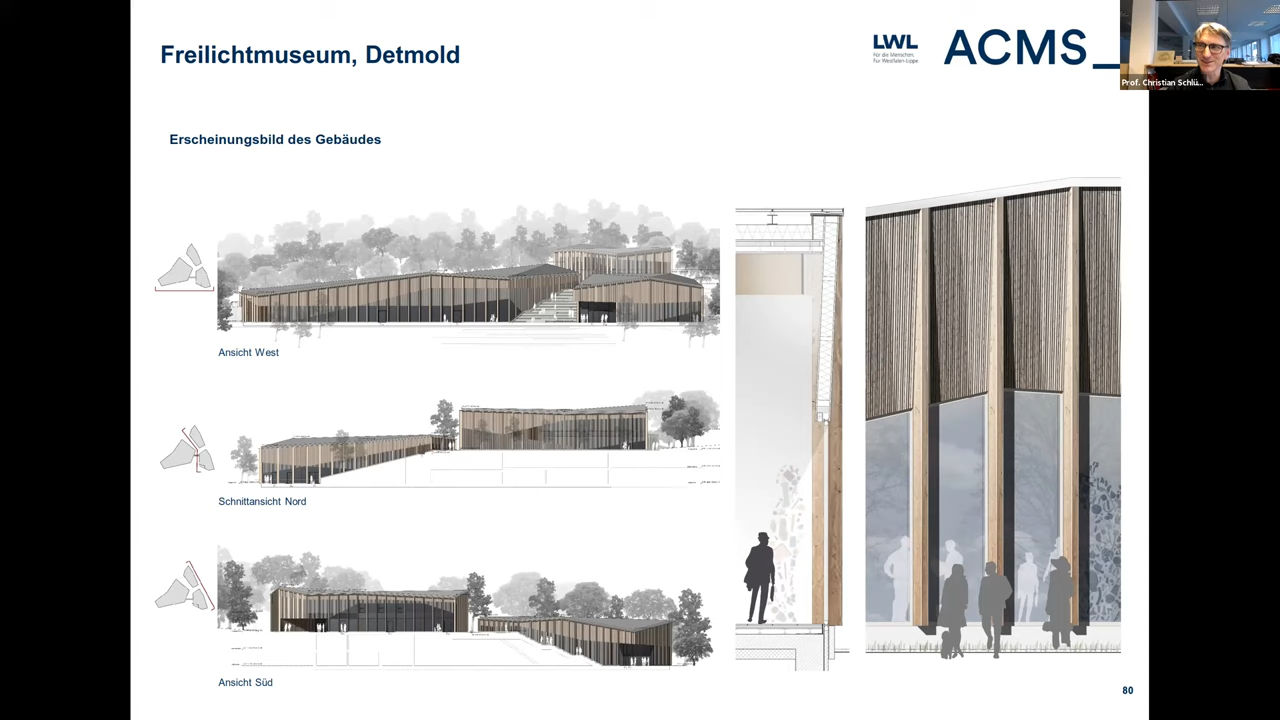 Freilichtmuseum, Detmold
LWL
Für die Menschen.
Für Westfalen-Lippe.
ACMS_
Prof. Christian Schlü...
Erscheinungsbild des Gebäudes
Ansicht West
Schnittansicht Nord
Ansicht Süd
80